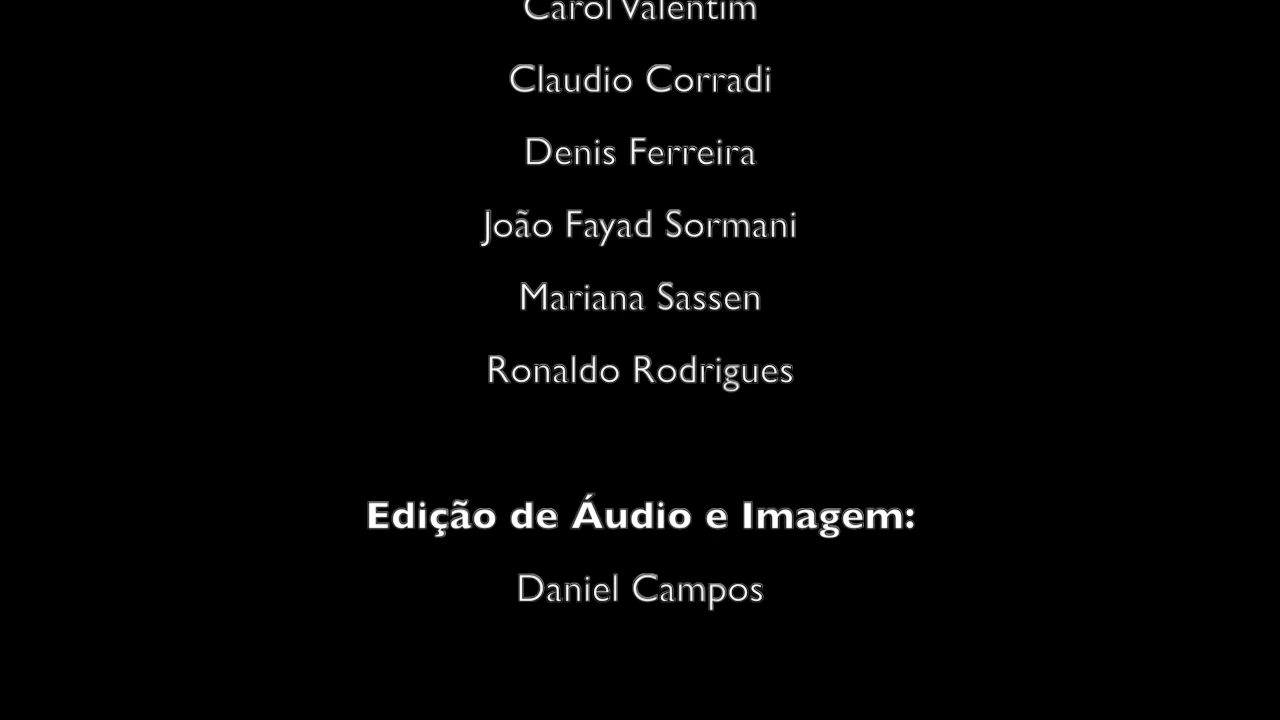 Carol Valentim
Claudio Corradi
Denis Ferreira
João Fayad Sormani
Mariana Sassen
Ronaldo Rodrigues
Edição de Áudio e Imagem:
Daniel Campos